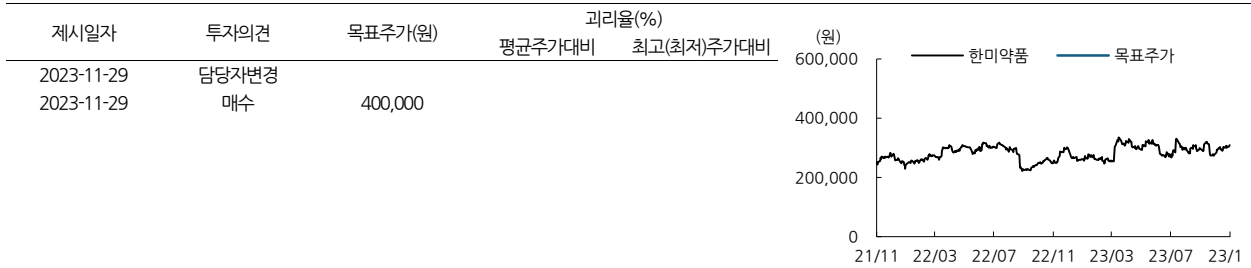 제시일자 투자의견 목표주가(원) 괴리율(%)
평균주가대비 최고(최저)주가대비
2023-11-29 담당자변경
2023-11-29 매수 400,000
(원)
한미약품 목표주가
600,000
400,000
200,000
0
21/11 22/03 22/07 22/11 23/03 23/07 23/1